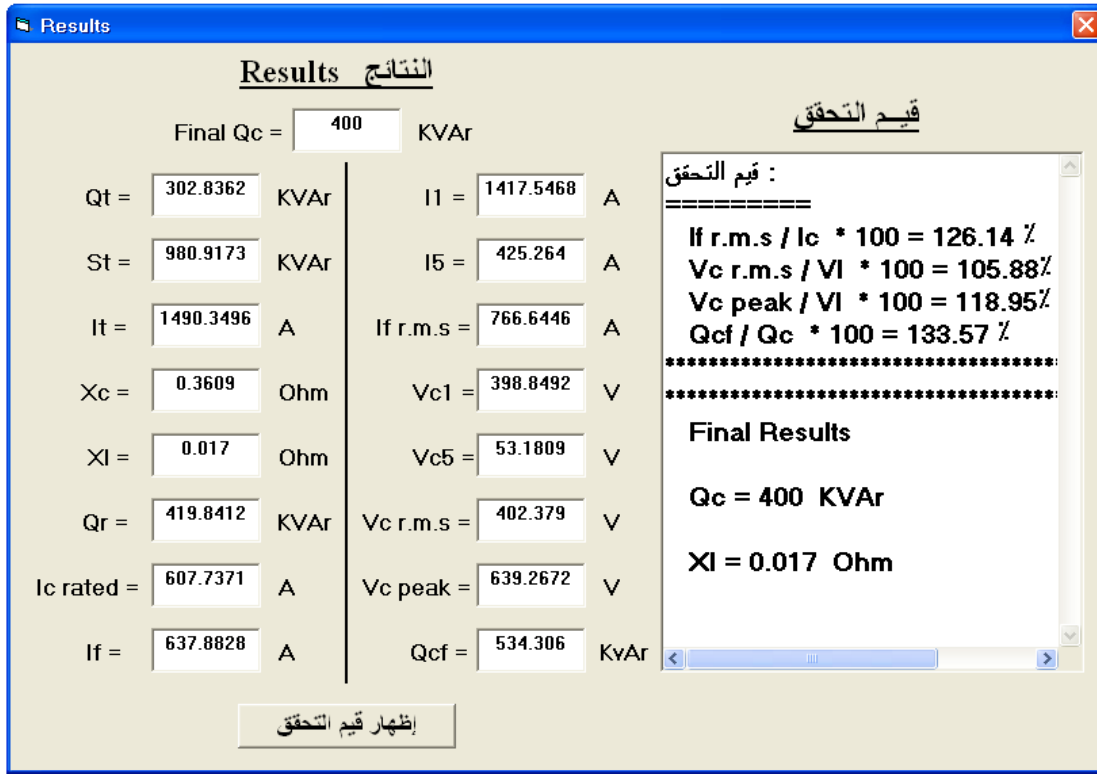 Results
Results النتائج
Final Qc = 400 KVAr
Qt = 302.8362 KVAr
St = 980.9173 KVAr
It = 1490.3496 A
Xc = 0.3609 Ohm
Xl = 0.017 Ohm
Qr = 419.8412 KVAr
Ic rated = 607.7371 A
If = 637.8828 A
I1 = 1417.5468 A
I5 = 425.264 A
If r.m.s = 766.6446 A
Vc1 = 398.8492 V
Vc5 = 53.1809 V
Vc r.m.s = 402.379 V
Vc peak = 639.2672 V
Qcf = 534.306 KvAr
إظهار قيم التحقق
قيــم التحقق
قيم التحقق :
=========
If r.m.s / Ic * 100 = 126.14 %
Vc r.m.s / Vl * 100 = 105.88%
Vc peak / Vl * 100 = 118.95%
Qcf / Qc * 100 = 133.57 %
*************************************
*************************************
Final Results
Qc = 400 KVAr
Xl = 0.017 Ohm